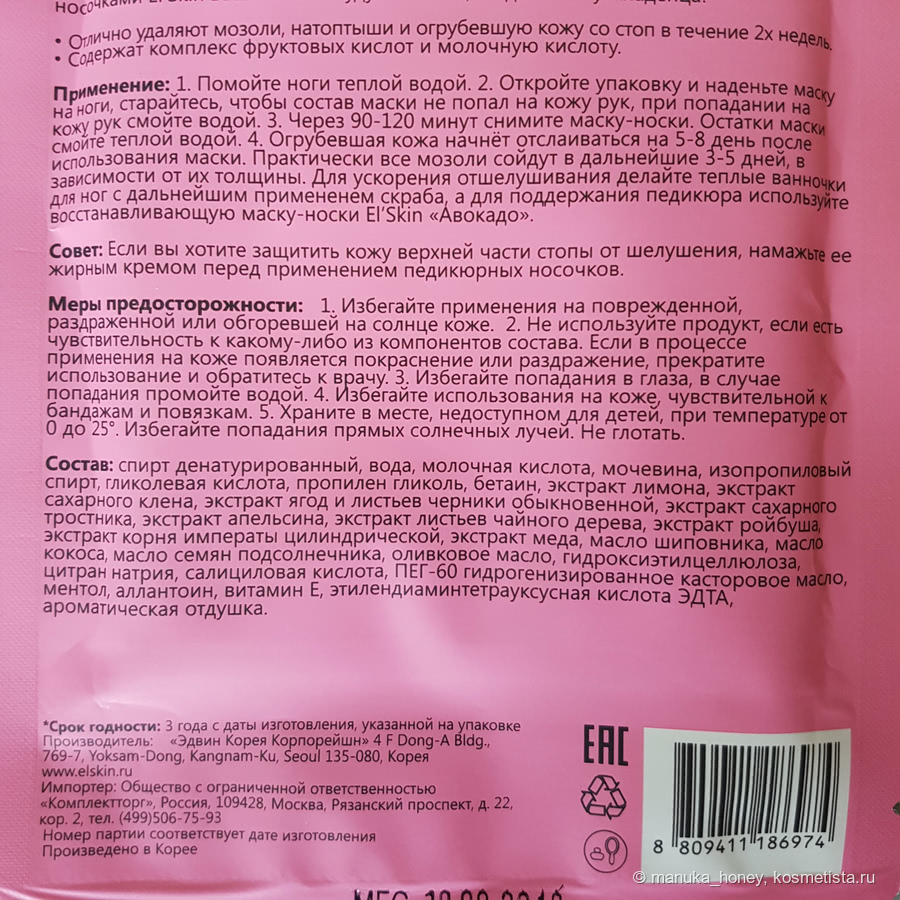 носочками
• Отлично удаляют мозоли, натоптыши и огрубевшую кожу со стоп в течение 2х недель.
• Содержат комплекс фруктовых кислот и молочную кислоту.
Применение: 1. Помойте ноги теплой водой. 2. Откройте упаковку и наденьте маску
на ноги, старайтесь, чтобы состав маски не попал на кожу рук, при попадании на
кожу рук смойте водой. 3. Через 90-120 минут снимите маску-носки. Остатки маски
смойте теплой водой. 4. Огрубевшая кожа начнёт отслаиваться на 5-8 день после
использования маски. Практически все мозоли сойдут в дальнейшие 3-5 дней, в
зависимости от их толщины. Для ускорения отшелушивания делайте теплые ванночки
для ног с дальнейшим применением скраба, а для поддержания педикюра используйте
восстанавливающую маску-носки El’Skin «Авокадо».
Совет: Если вы хотите защитить кожу верхней части стопы от шелушения, намажьте ее
жирным кремом перед применением педикюрных носочков.
Меры предосторожности: 1. Избегайте применения на поврежденной,
раздраженной или обгоревшей на солнце коже. 2. Не используйте продукт, если есть
чувствительность к какому-либо из компонентов состава. Если в процессе
применения на коже появляется покраснение или раздражение, прекратите
использование и обратитесь к врачу. 3. Избегайте попадания в глаза, в случае
попадания промойте водой. 4. Избегайте использования на коже, чувствительной к
бандажам и повязкам. 5. Храните в месте, недоступном для детей, при температуре от
0 до 25°. Избегайте попадания прямых солнечных лучей. Не глотать.
Состав: спирт денатурированный, вода, молочная кислота, мочевина, изопропиловый
спирт, гликолевая кислота, пропилен гликоль, бетаин, экстракт лимона, экстракт
сахарного клена, экстракт ягод и листьев черники обыкновенной, экстракт сахарного
тростника, экстракт апельсина, экстракт листьев чайного дерева, экстракт ройбуша,
экстракт корня императы цилиндрической, экстракт меда, масло шиповника, масло
кокоса, масло семян подсолнечника, оливковое масло, гидроксиэтилцеллюлоза,
цитран натрия, салициловая кислота, ПЕГ-60 гидрогенизированное касторовое масло,
ментол, аллантоин, витамин Е, этилендиаминтетрауксусная кислота ЭДТА,
ароматическая отдушка.
*Срок годности: 3 года с даты изготовления, указанной на упаковке
Производитель: «Эдвин Корея Корпорейшн» 4 F Dong-A Bldg.,
769-7, Yoksam-Dong, Kangnam-Ku, Seoul 135-080, Корея
www.elskin.ru
Импортер: Общество с ограниченной ответственностью
«Комплектторг», Россия, 109428, Москва, Рязанский проспект, д. 22,
кор. 2, тел. (499)506-75-93
Номер партии соответствует дате изготовления
Произведено в Корее
EAC
8 809411 186974
© manuka_honey, kosmetista.ru